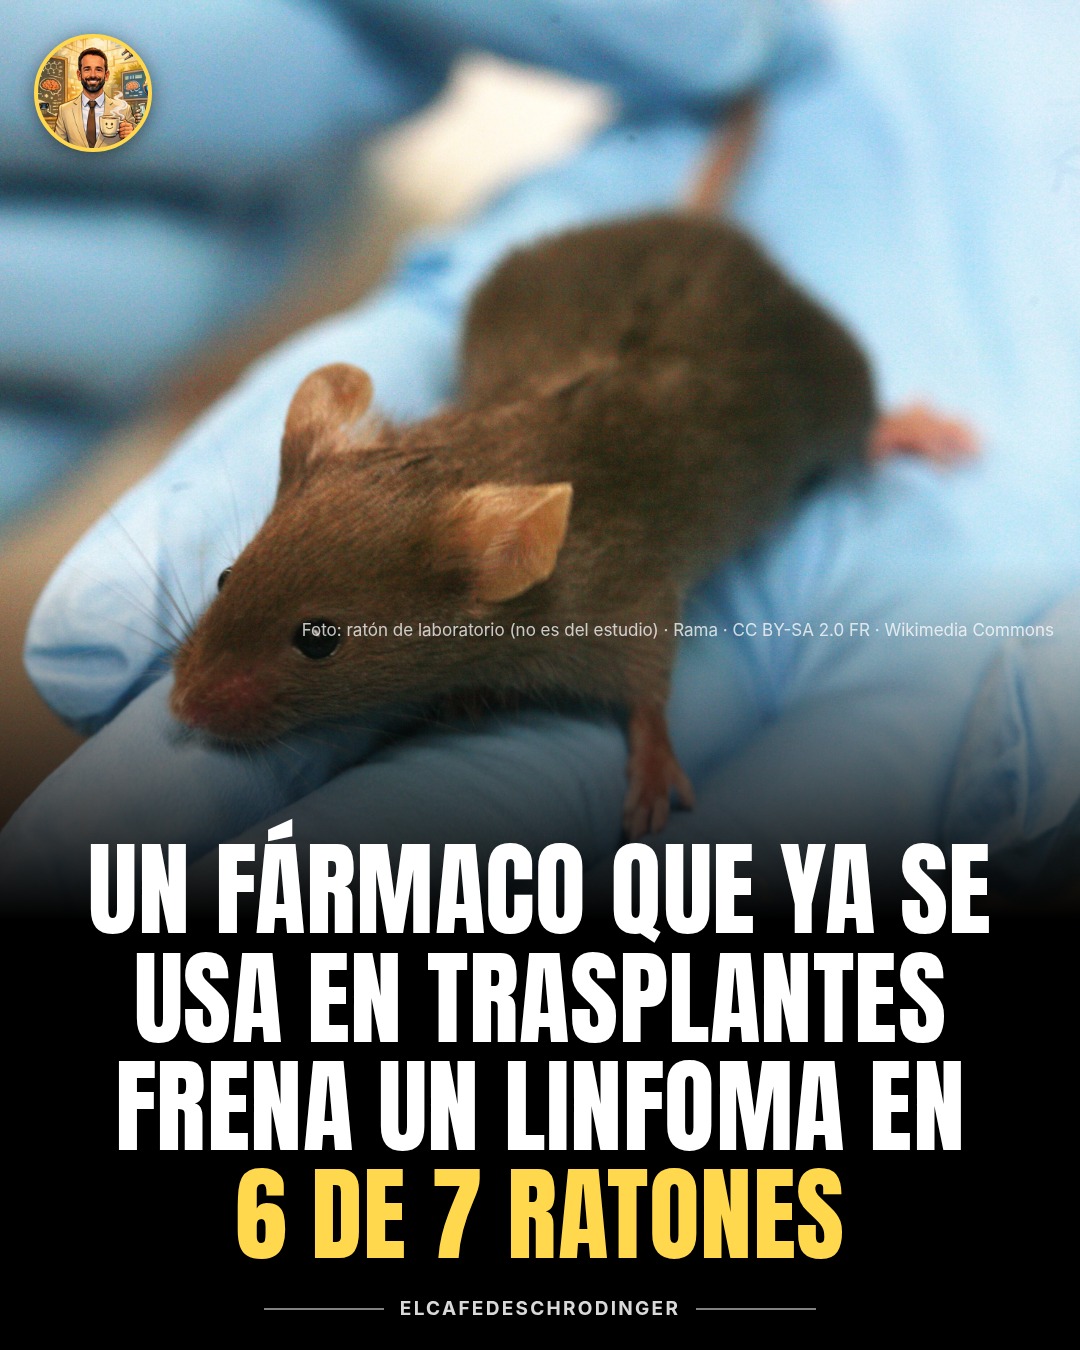 Foto: ratón de laboratorio (no es del estudio) · Rama · CC BY-SA 2.0 FR · Wikimedia Commons
UN FÁRMACO QUE YA SE
USA EN TRASPLANTES
FRENA UN LINFOMA EN
6 DE 7 RATONES
ELCAFEDESCHRODINGER